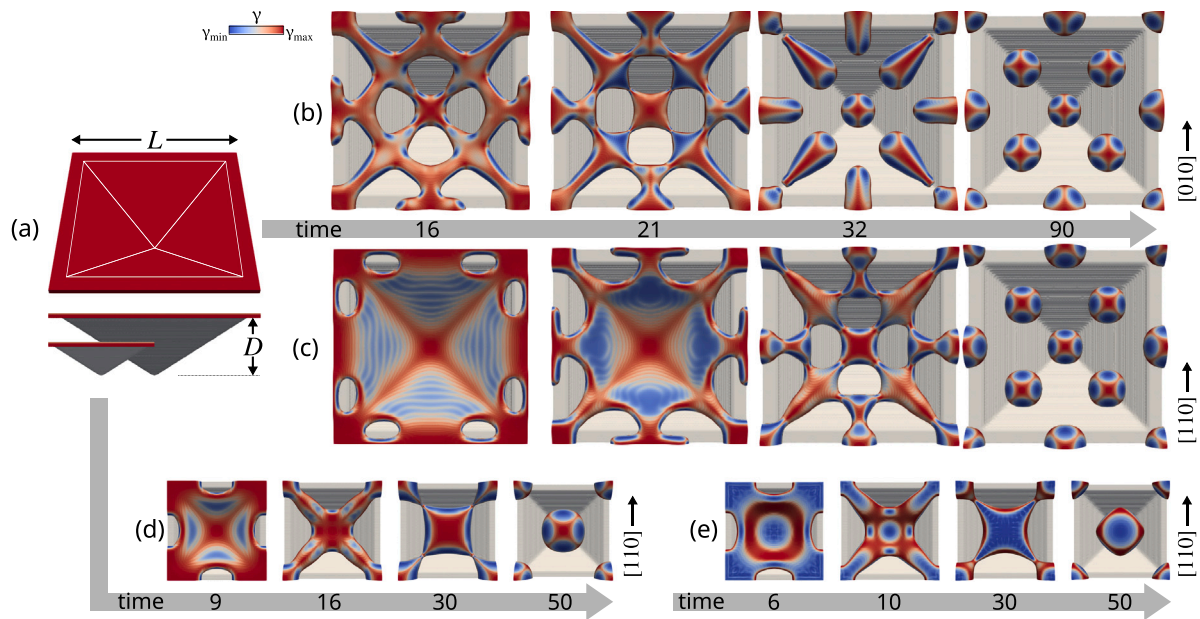 γ
γmin γmax
(a)
L
D
(b)
[010]
time 16 21 32 90
(c)
[110]
(d)
[110]
time 9 16 30 50
(e)
[110]
time 6 10 30 50